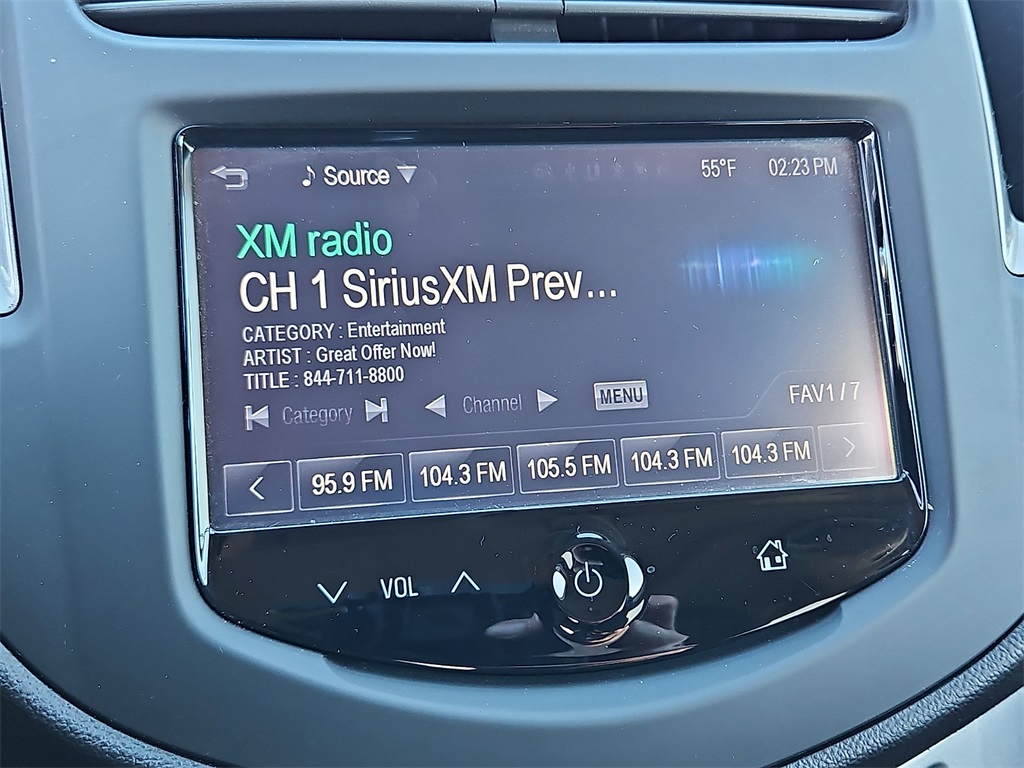 Source 55°F 02:23 PM
XM radio
CH 1 SiriusXM Prev...
CATEGORY : Entertainment
ARTIST : Great Offer Now!
TITLE : 844-711-8800
Category Channel MENU FAV1/7
95.9 FM 104.3 FM 105.5 FM 104.3 FM 104.3 FM
VOL